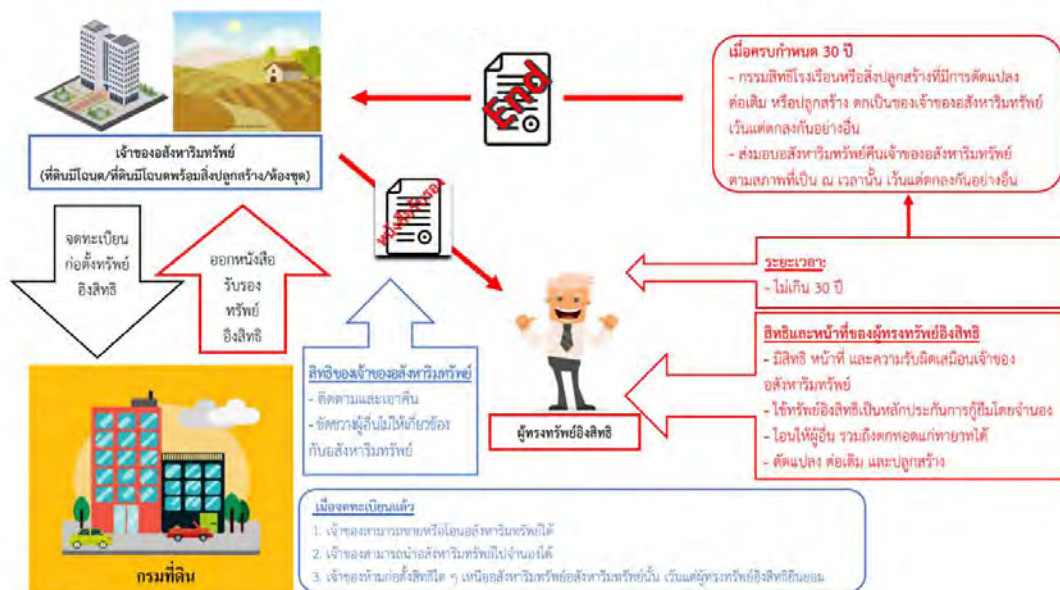 เจ้าของอสังหาริมทรัพย์
(ที่ดินมีโฉนด/ที่ดินมีโฉนดพร้อมสิ่งปลูกสร้าง/ห้องชุด)
จดทะเบียน
ก่อตั้งทรัพย์
อิงสิทธิ
ออกหนังสือ
รับรอง
ทรัพย์
อิงสิทธิ
กรมที่ดิน
End
หนังสือรับรอง
สิทธิของเจ้าของอสังหาริมทรัพย์
- ติดตามและเอาคืน
- ขัดขวางผู้อื่นไม่ให้เกี่ยวข้อง
กับอสังหาริมทรัพย์
ผู้ทรงทรัพย์อิงสิทธิ
เมื่อครบกำหนด 30 ปี
- กรรมสิทธิโรงเรือนหรือสิ่งปลูกสร้างที่มีการดัดแปลง
ต่อเติม หรือปลูกสร้าง ตกเป็นของเจ้าของอสังหาริมทรัพย์
เว้นแต่ตกลงกันอย่างอื่น
- ส่งมอบอสังหาริมทรัพย์คืนเจ้าของอสังหาริมทรัพย์
ตามสภาพที่เป็น ณ เวลานั้น เว้นแต่ตกลงกันอย่างอื่น
ระยะเวลา:
- ไม่เกิน 30 ปี
สิทธิและหน้าที่ของผู้ทรงทรัพย์อิงสิทธิ
- มีสิทธิ หน้าที่ และความรับผิดเสมือนเจ้าของ
อสังหาริมทรัพย์
- ใช้ทรัพย์อิงสิทธิเป็นหลักประกันการกู้ยืมโดยจำนอง
- โอนให้ผู้อื่น รวมถึงตกทอดแก่ทายาทได้
- ดัดแปลง ต่อเติม และปลูกสร้าง
เมื่อจดทะเบียนแล้ว
1. เจ้าของสามารถขายหรือโอนอสังหาริมทรัพย์ได้
2. เจ้าของสามารถนำอสังหาริมทรัพย์ไปจำนองได้
3. เจ้าของห้ามก่อตั้งสิทธิใด ๆ เหนืออสังหาริมทรัพย์อสังหาริมทรัพย์นั้น เว้นแต่ผู้ทรงทรัพย์อิงสิทธิยินยอม